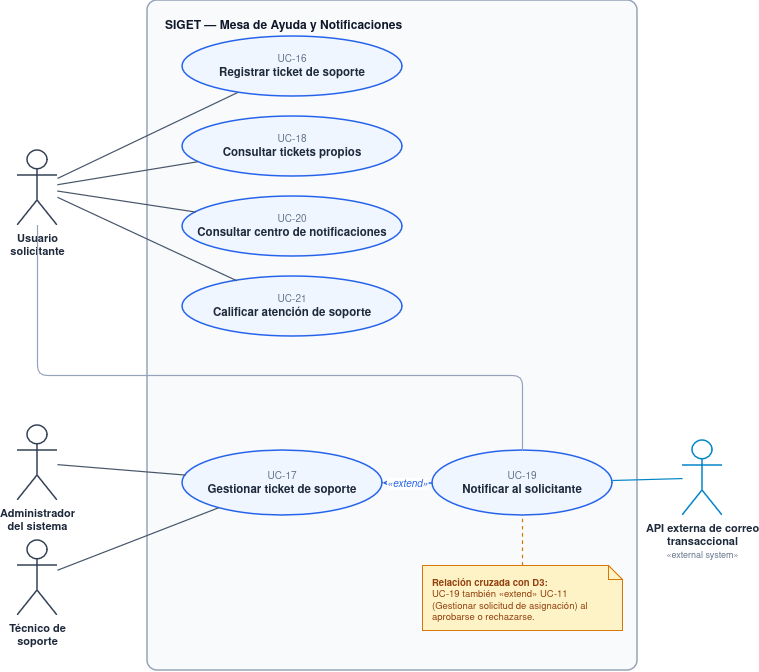 SIGET — Mesa de Ayuda y Notificaciones
UC-16
Registrar ticket de soporte
UC-18
Consultar tickets propios
UC-20
Consultar centro de notificaciones
UC-21
Calificar atención de soporte
Usuario
solicitante
UC-17
Gestionar ticket de soporte
«extend»
UC-19
Notificar al solicitante
Administrador
del sistema
Técnico de
soporte
API externa de correo
transaccional
«external system»
Relación cruzada con D3:
UC-19 también «extend» UC-11
(Gestionar solicitud de asignación) al
aprobarse o rechazarse.